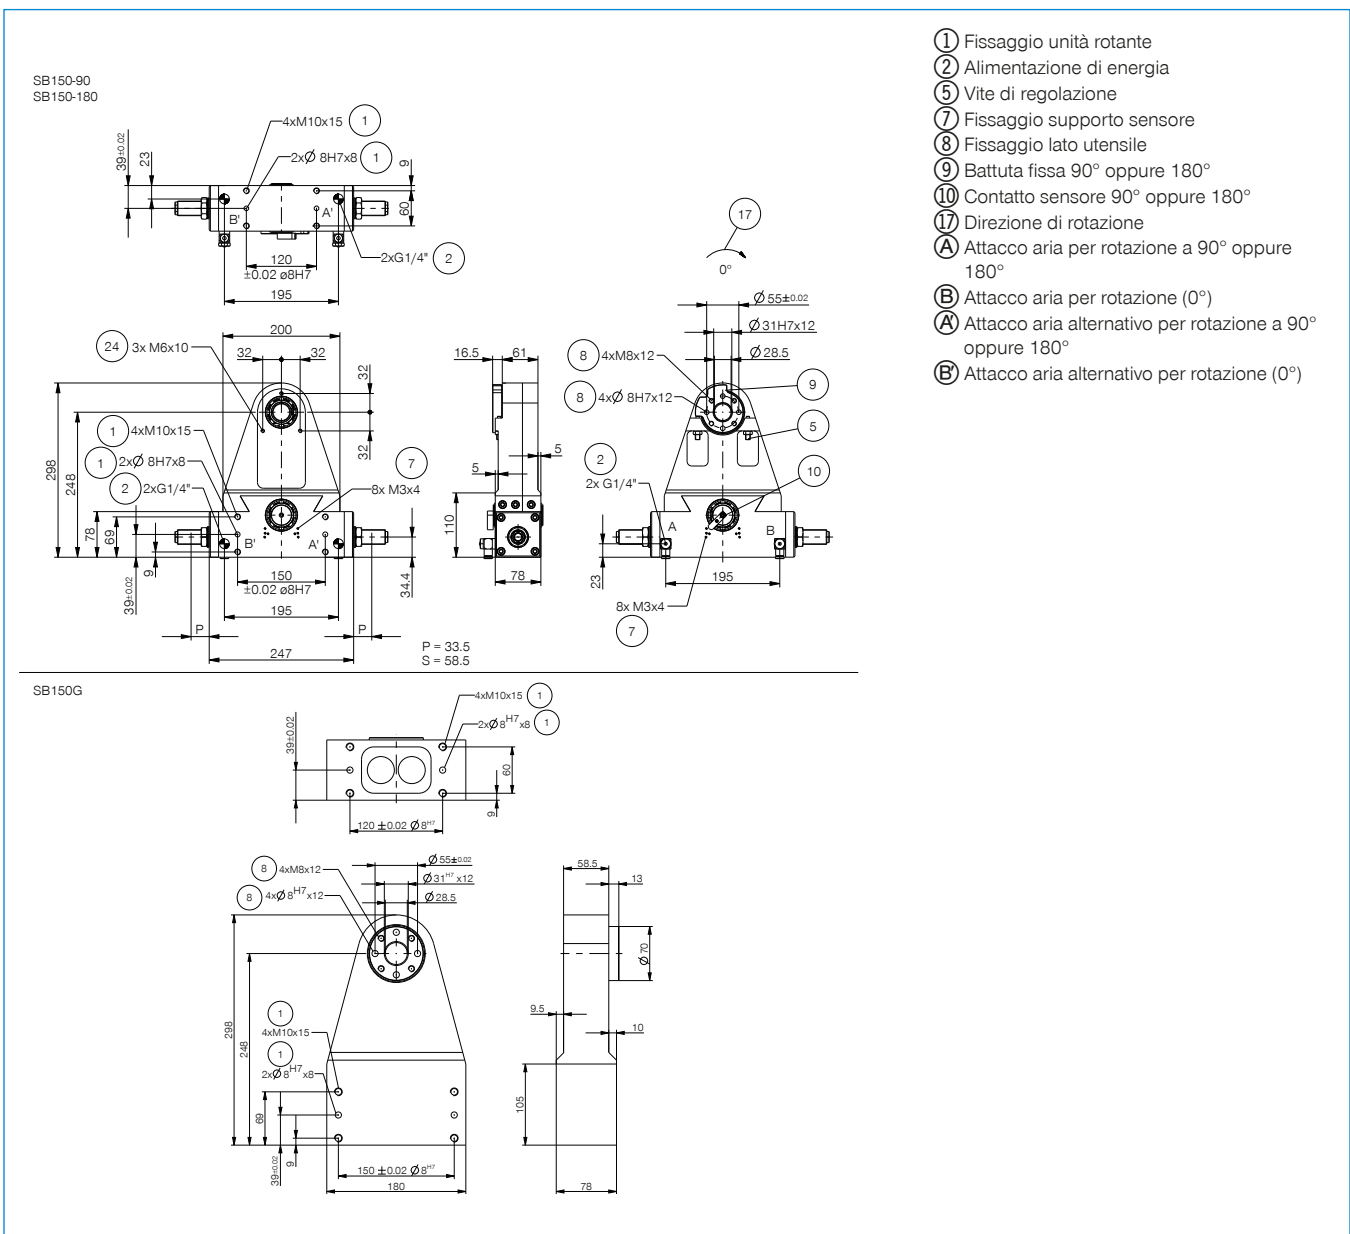 SB150-90
SB150-180
4xM10x15 1
2xØ 8H7x8 1
39±0.02
23
9
60
B' A'
2xG1/4" 2
120
±0.02 ø8H7
195
17
0°
200
24 3x M6x10
32 32
32
32
1 4xM10x15
1 2xØ 8H7x8
2 2xG1/4"
298
248
78
69
39±0.02
9
B' A'
7
8x M3x4
34.4
150
±0.02 ø8H7
195
P
247
P = 33.5
S = 58.5
16.5 61
5
5
110
78
Ø 55±0.02
Ø 31H7x12
Ø 28.5
8 4xM8x12
8 4xØ 8H7x12
9
5
10
2
2x G1/4"
A B
23
195
8x M3x4
7
SB150G
4xM10x15 1
2xØ 8H7x8 1
39±0.02
60
9
120 ±0.02 Ø 8H7
8 4xM8x12
8 4xØ 8H7x12
Ø 55±0.02
Ø 31H7 x12
Ø 28.5
298
248
1
4xM10x15
1
2xØ 8H7x8
69
39±0.02
9
150 ±0.02 Ø 8H7
180
58.5
13
Ø 70
9.5
10
105
78
1 Fissaggio unità rotante
2 Alimentazione di energia
5 Vite di regolazione
7 Fissaggio supporto sensore
8 Fissaggio lato utensile
9 Battuta fissa 90° oppure 180°
10 Contatto sensore 90° oppure 180°
17 Direzione di rotazione
A Attacco aria per rotazione a 90° oppure
180°
B Attacco aria per rotazione (0°)
A' Attacco aria alternativo per rotazione a 90°
oppure 180°
B' Attacco aria alternativo per rotazione (0°)